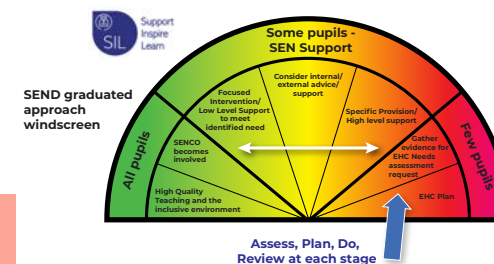 SIL
Support
Inspire
Learn
SEND graduated
approach
windscreen
Some pupils -
SEN Support
All pupils
Few pupils
High Quality
Teaching and the
inclusive environment
SENCO
becomes
involved
Focused
Intervention/
Low Level Support
to meet
identified need
Consider internal/
external advice/
support
Specific Provision/
High level support
Gather
evidence for
EHC Needs
assessment
request
EHC Plan
Assess, Plan, Do,
Review at each stage